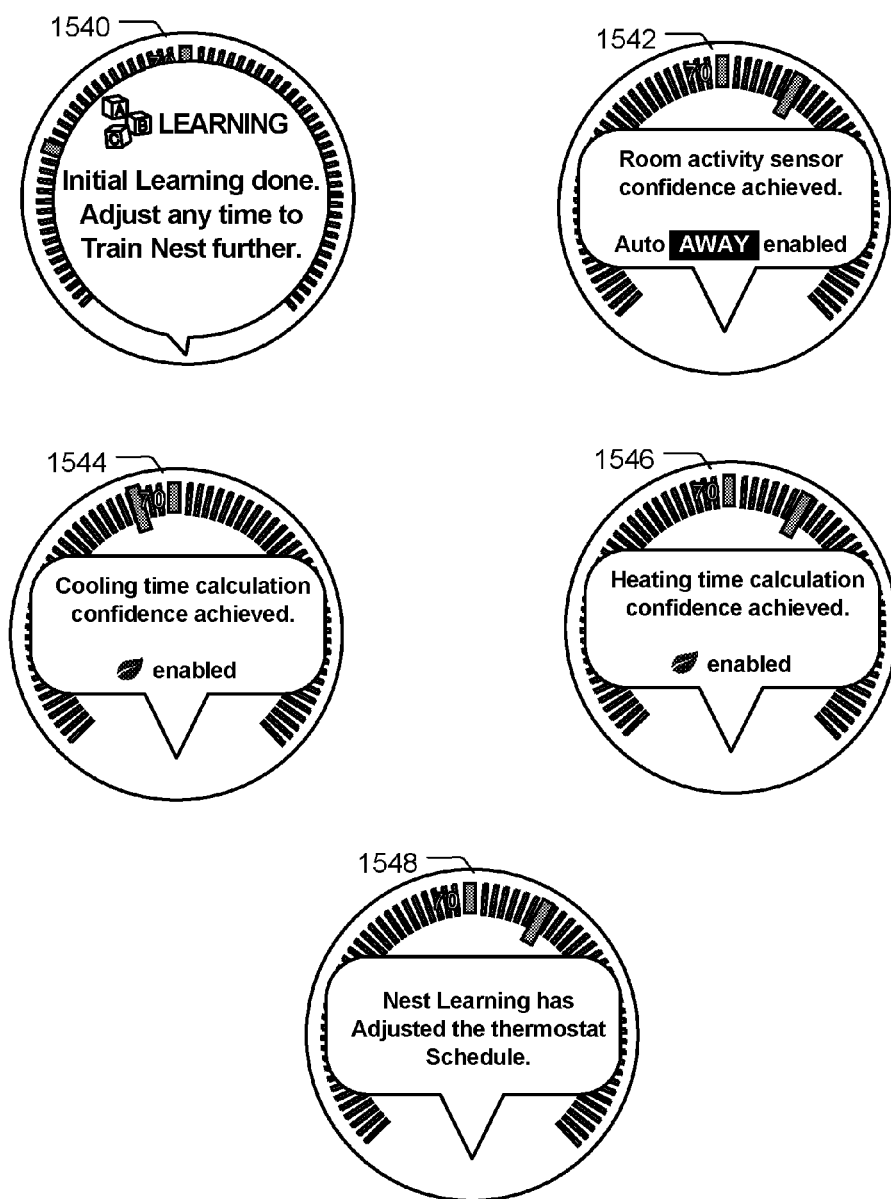 1540
A
B
C
LEARNING
Initial Learning done.
Adjust any time to
Train Nest further.
1542
70
Room activity sensor
confidence achieved.
Auto AWAY enabled
1544
70
Cooling time calculation
confidence achieved.
enabled
1546
70
Heating time calculation
confidence achieved.
enabled
1548
70
Nest Learning has
Adjusted the thermostat
Schedule.